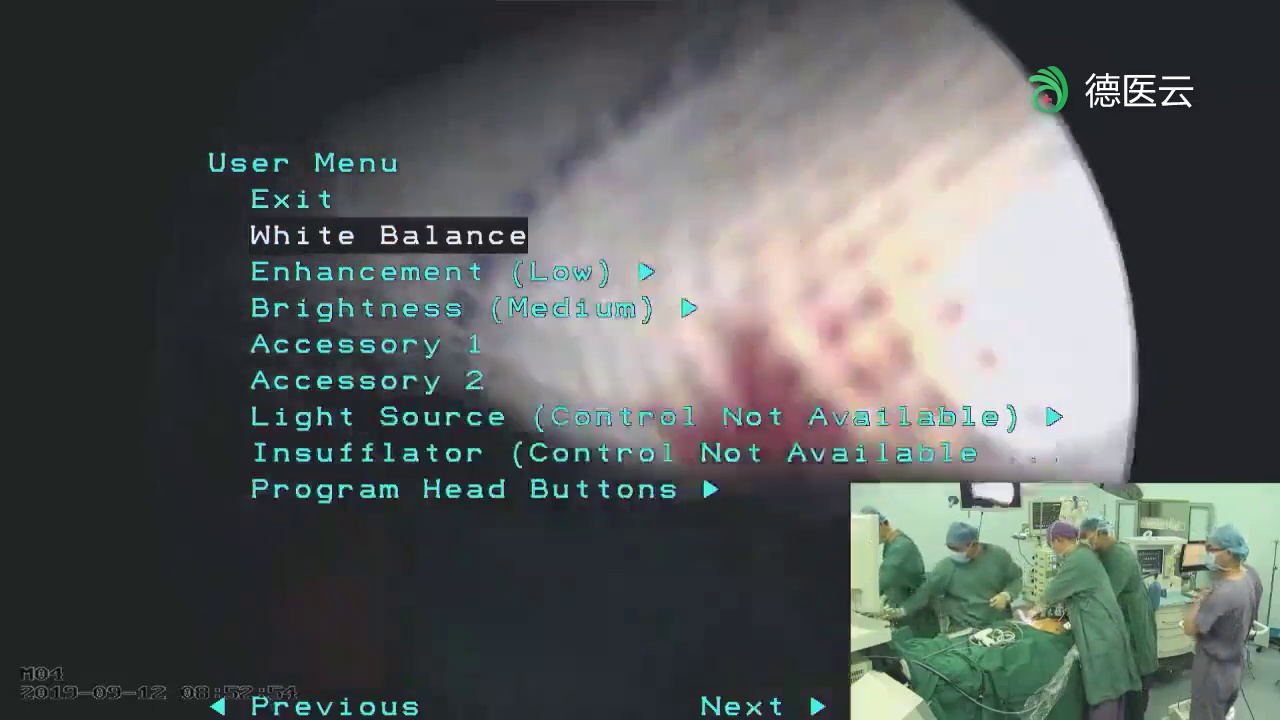 德医云
User Menu
Exit
White Balance
Enhancement (Low) ▶
Brightness (Medium) ▶
Accessory 1
Accessory 2
Light Source (Control Not Available) ▶
Insufflator (Control Not Available
Program Head Buttons ▶
M04
2019-09-12 08:52:54
◀ Previous
Next ▶